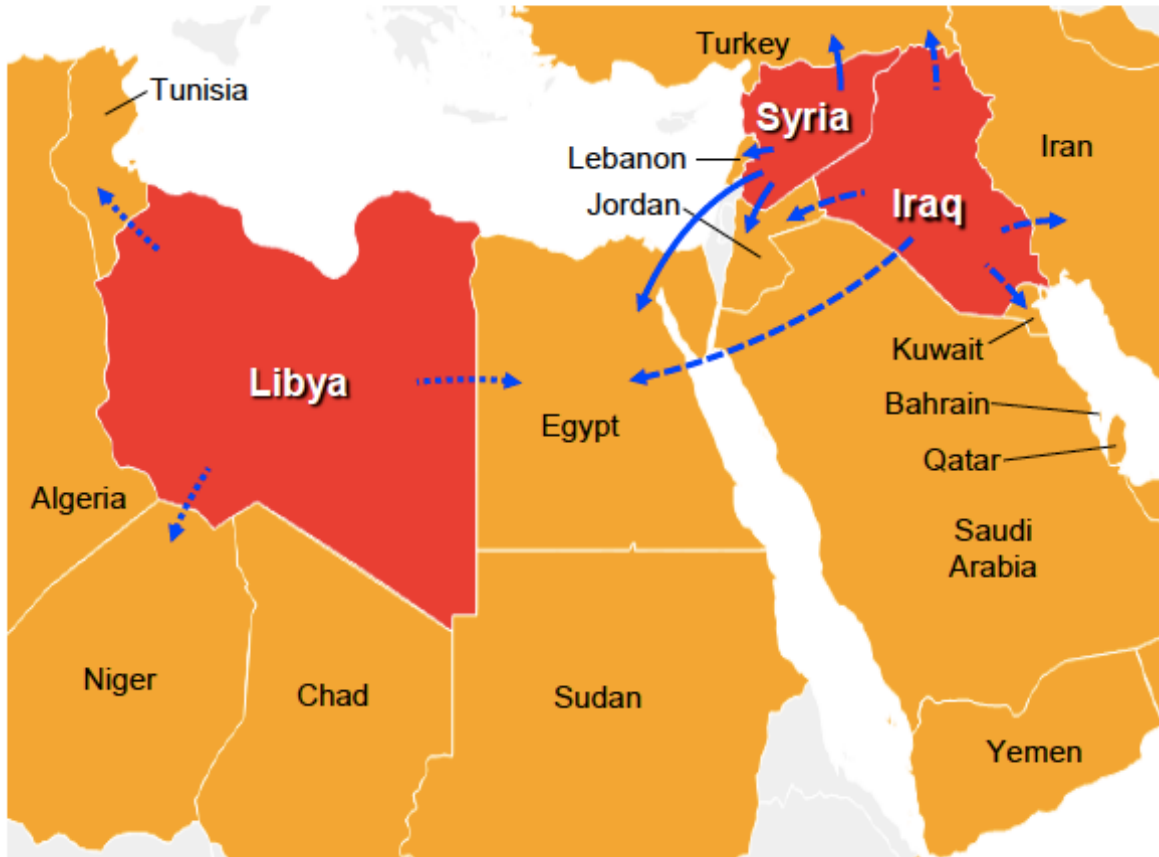 Turkey
Tunisia
Syria
Iran
Lebanon
Jordan
Iraq
Kuwait
Libya
Bahrain
Egypt
Qatar
Algeria
Saudi
Arabia
Niger
Chad
Sudan
Yemen